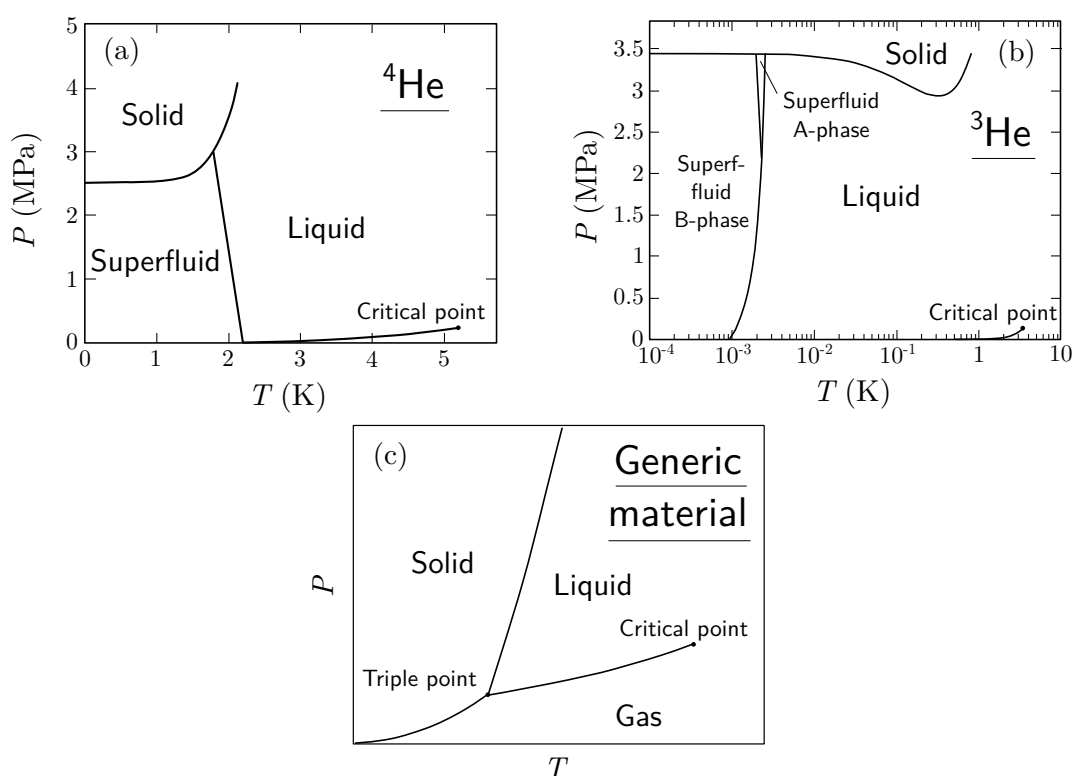 (a)
⁴He
Solid
Superfluid
Liquid
Critical point
P (MPa)
5
4
3
2
1
0
0 1 2 3 4 5
T (K)
(b)
³He
Solid
Superfluid
A-phase
Superf-
fluid
B-phase
Liquid
Critical point
P (MPa)
3.5
3
2.5
2
1.5
1
0.5
0
10⁻⁴ 10⁻³ 10⁻² 10⁻¹ 1 10
T (K)
(c)
Generic
material
Solid
Liquid
Critical point
Triple point
Gas
P
T